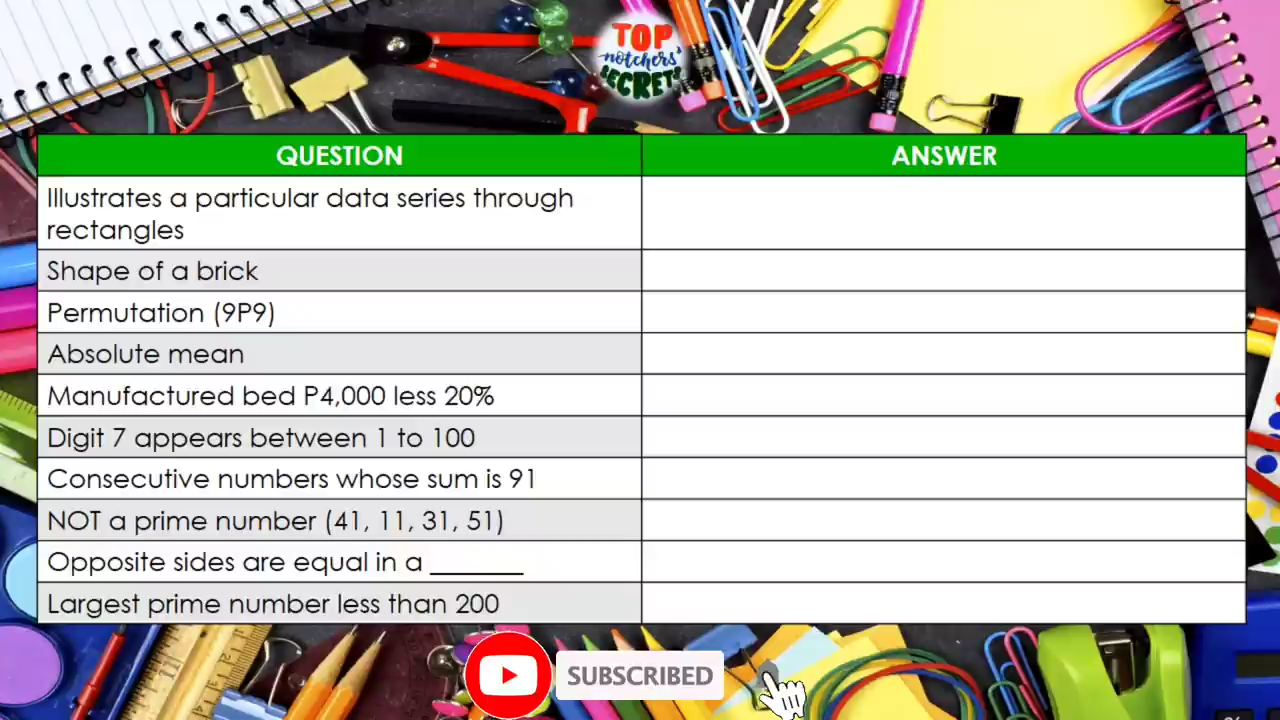 TOP
notchers'
SECRETS
QUESTION
ANSWER
Illustrates a particular data series through
rectangles
Shape of a brick
Permutation (9P9)
Absolute mean
Manufactured bed P4,000 less 20%
Digit 7 appears between 1 to 100
Consecutive numbers whose sum is 91
NOT a prime number (41, 11, 31, 51)
Opposite sides are equal in a _______
Largest prime number less than 200
SUBSCRIBED